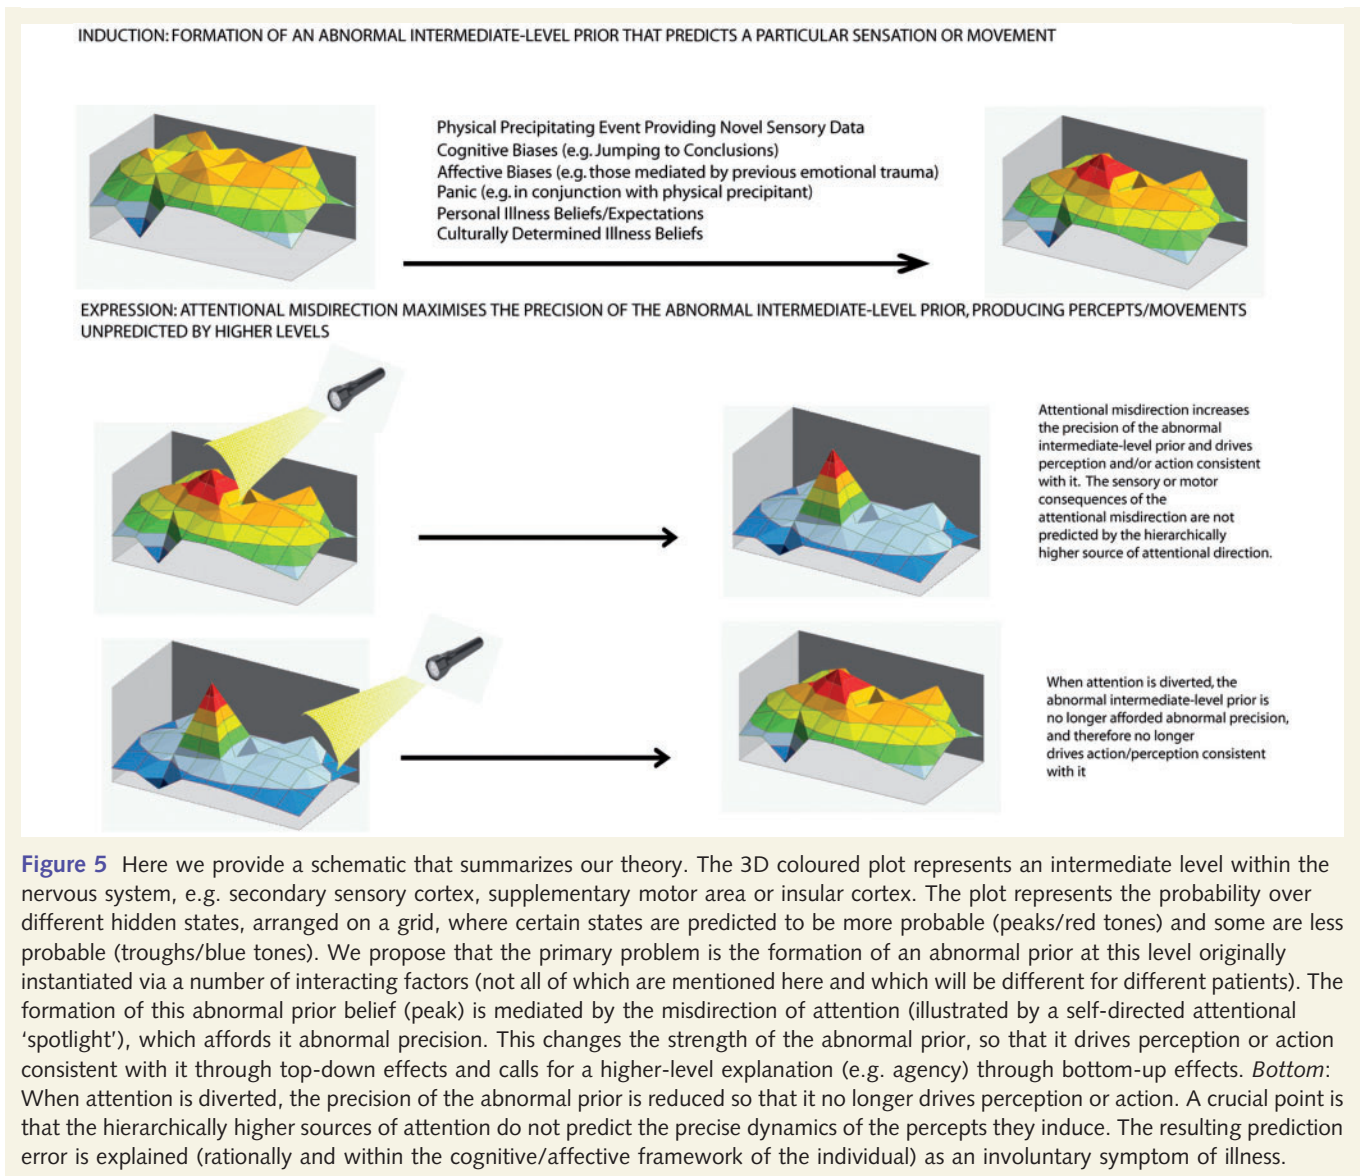 INDUCTION: FORMATION OF AN ABNORMAL INTERMEDIATE-LEVEL PRIOR THAT PREDICTS A PARTICULAR SENSATION OR MOVEMENT
Physical Precipitating Event Providing Novel Sensory Data
Cognitive Biases (e.g. Jumping to Conclusions)
Affective Biases (e.g. those mediated by previous emotional trauma)
Panic (e.g. in conjunction with physical precipitant)
Personal Illness Beliefs/Expectations
Culturally Determined Illness Beliefs
EXPRESSION: ATTENTIONAL MISDIRECTION MAXIMISES THE PRECISION OF THE ABNORMAL INTERMEDIATE-LEVEL PRIOR, PRODUCING PERCEPTS/MOVEMENTS
UNPREDICTED BY HIGHER LEVELS
Attentional misdirection increases
the precision of the abnormal
intermediate-level prior and drives
perception and/or action consistent
with it. The sensory or motor
consequences of the
attentional misdirection are not
predicted by the hierarchically
higher source of attentional direction.
When attention is diverted, the
abnormal intermediate-level prior is
no longer afforded abnormal precision,
and therefore no longer
drives action/perception consistent
with it
Figure 5 Here we provide a schematic that summarizes our theory. The 3D coloured plot represents an intermediate level within the
nervous system, e.g. secondary sensory cortex, supplementary motor area or insular cortex. The plot represents the probability over
different hidden states, arranged on a grid, where certain states are predicted to be more probable (peaks/red tones) and some are less
probable (troughs/blue tones). We propose that the primary problem is the formation of an abnormal prior at this level originally
instantiated via a number of interacting factors (not all of which are mentioned here and which will be different for different patients). The
formation of this abnormal prior belief (peak) is mediated by the misdirection of attention (illustrated by a self-directed attentional
‘spotlight’), which affords it abnormal precision. This changes the strength of the abnormal prior, so that it drives perception or action
consistent with it through top-down effects and calls for a higher-level explanation (e.g. agency) through bottom-up effects. Bottom:
When attention is diverted, the precision of the abnormal prior is reduced so that it no longer drives perception or action. A crucial point is
that the hierarchically higher sources of attention do not predict the precise dynamics of the percepts they induce. The resulting prediction
error is explained (rationally and within the cognitive/affective framework of the individual) as an involuntary symptom of illness.